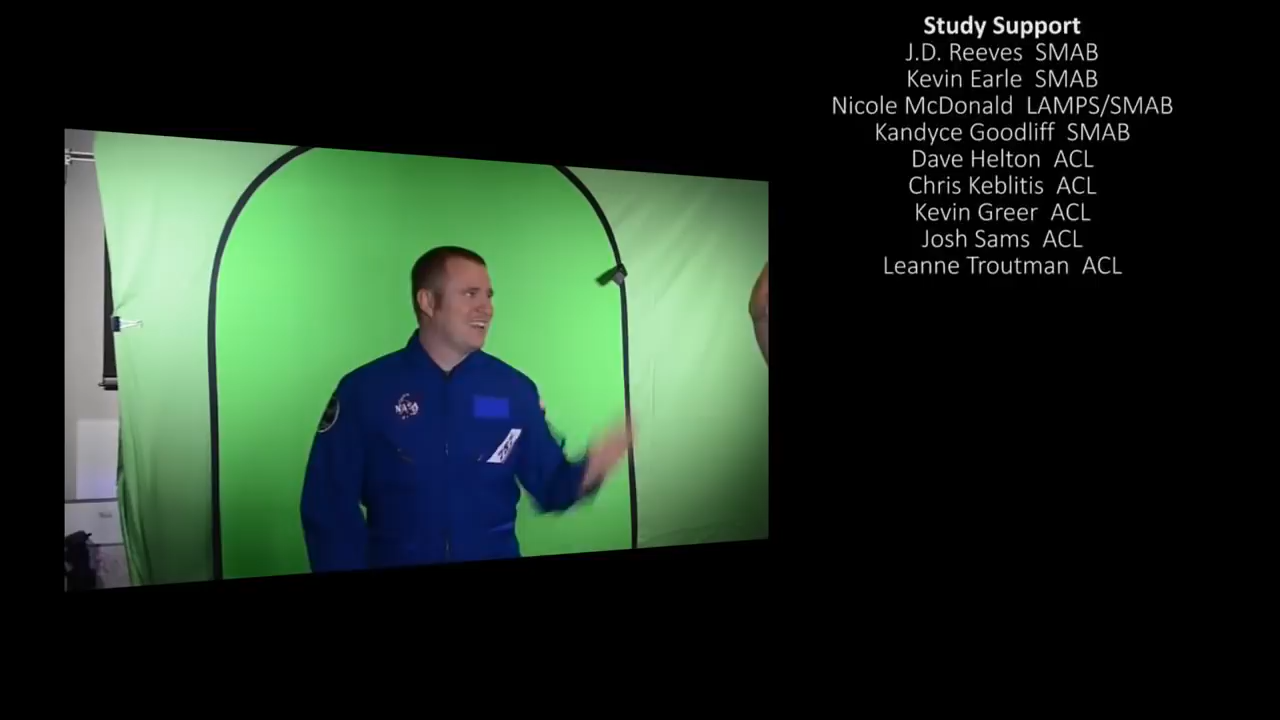 Study Support
J.D. Reeves SMAB
Kevin Earle SMAB
Nicole McDonald LAMPS/SMAB
Kandyce Goodliff SMAB
Dave Helton ACL
Chris Keblitis ACL
Kevin Greer ACL
Josh Sams ACL
Leanne Troutman ACL
NASA